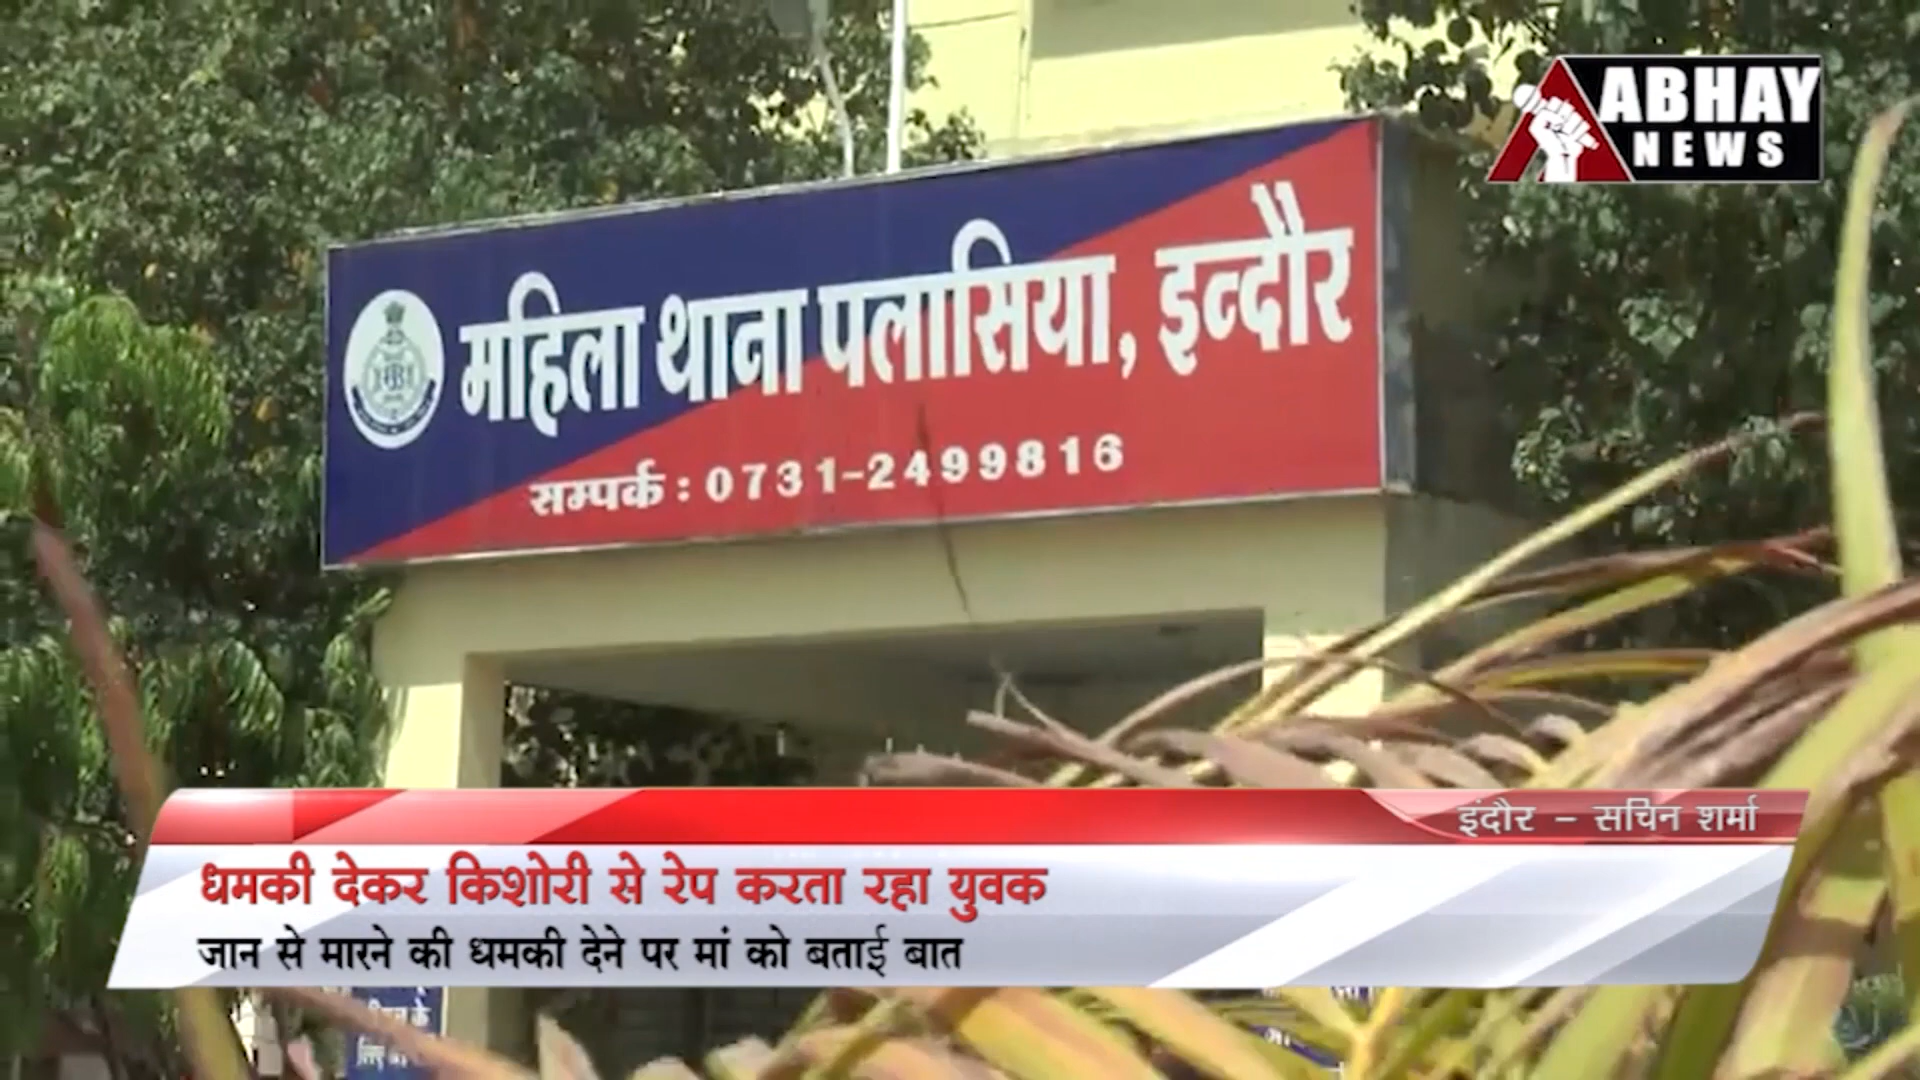 ABHAY
NEWS
महिला थाना पलासिया, इन्दौर
सम्पर्क : 0731-2499816
इंदौर - सचिन शर्मा
धमकी देकर किशोरी से रेप करता रहा युवक
जान से मारने की धमकी देने पर मां को बताई बात